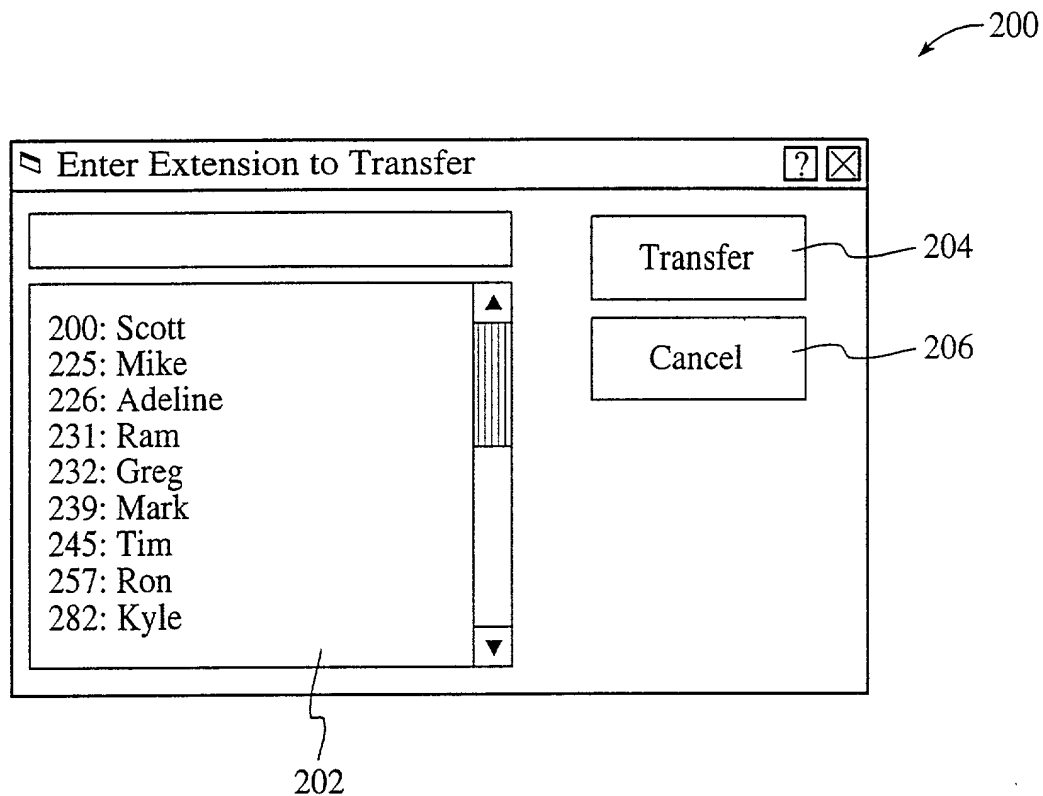 200
Enter Extension to Transfer ?
Transfer 204
200: Scott
225: Mike
226: Adeline
231: Ram
232: Greg
239: Mark
245: Tim
257: Ron
282: Kyle
Cancel 206
202